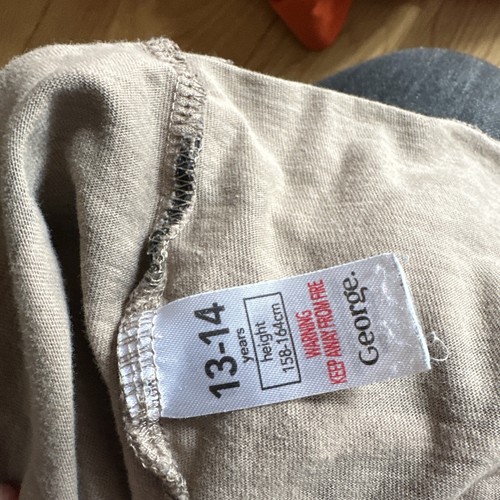 13-14
years
height
158-164cm
WARNING
KEEP AWAY FROM FIRE
George.